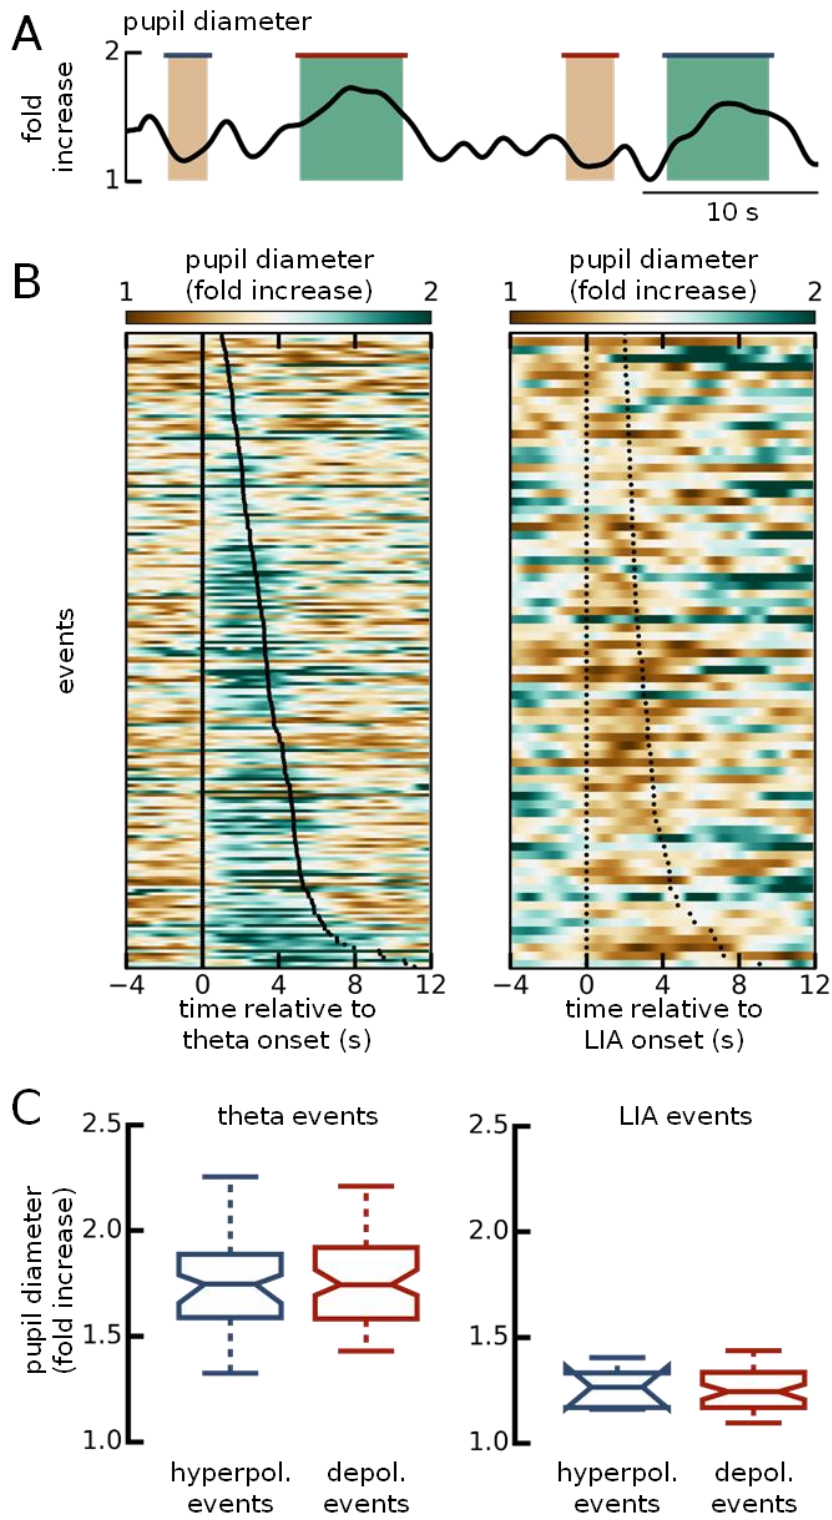 A
pupil diameter
2
1
fold
increase
10 s
B
pupil diameter
(fold increase)
1
2
pupil diameter
(fold increase)
1
2
events
−4
0
4
8
12
time relative to
theta onset (s)
−4
0
4
8
12
time relative to
LIA onset (s)
C
theta events
2.5
2.0
1.5
1.0
pupil diameter
(fold increase)
hyperpol.
events
depol.
events
LIA events
2.5
2.0
1.5
1.0
hyperpol.
events
depol.
events